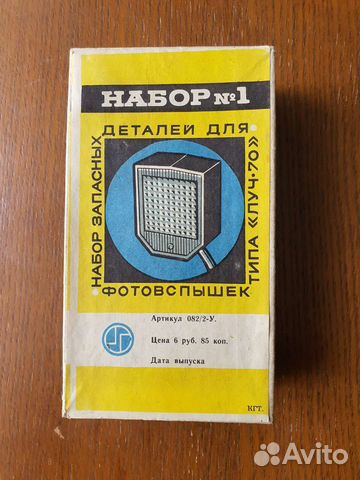 НАБОР №1
НАБОР ЗАПАСНЫХ
ДЕТАЛЕЙ ДЛЯ
ФОТОВСПЫШЕК
ТИПА «ЛУЧ-70»
Артикул 082/2-У.
Цена 6 руб. 85 коп.
Дата выпуска
КГТ.
Avito